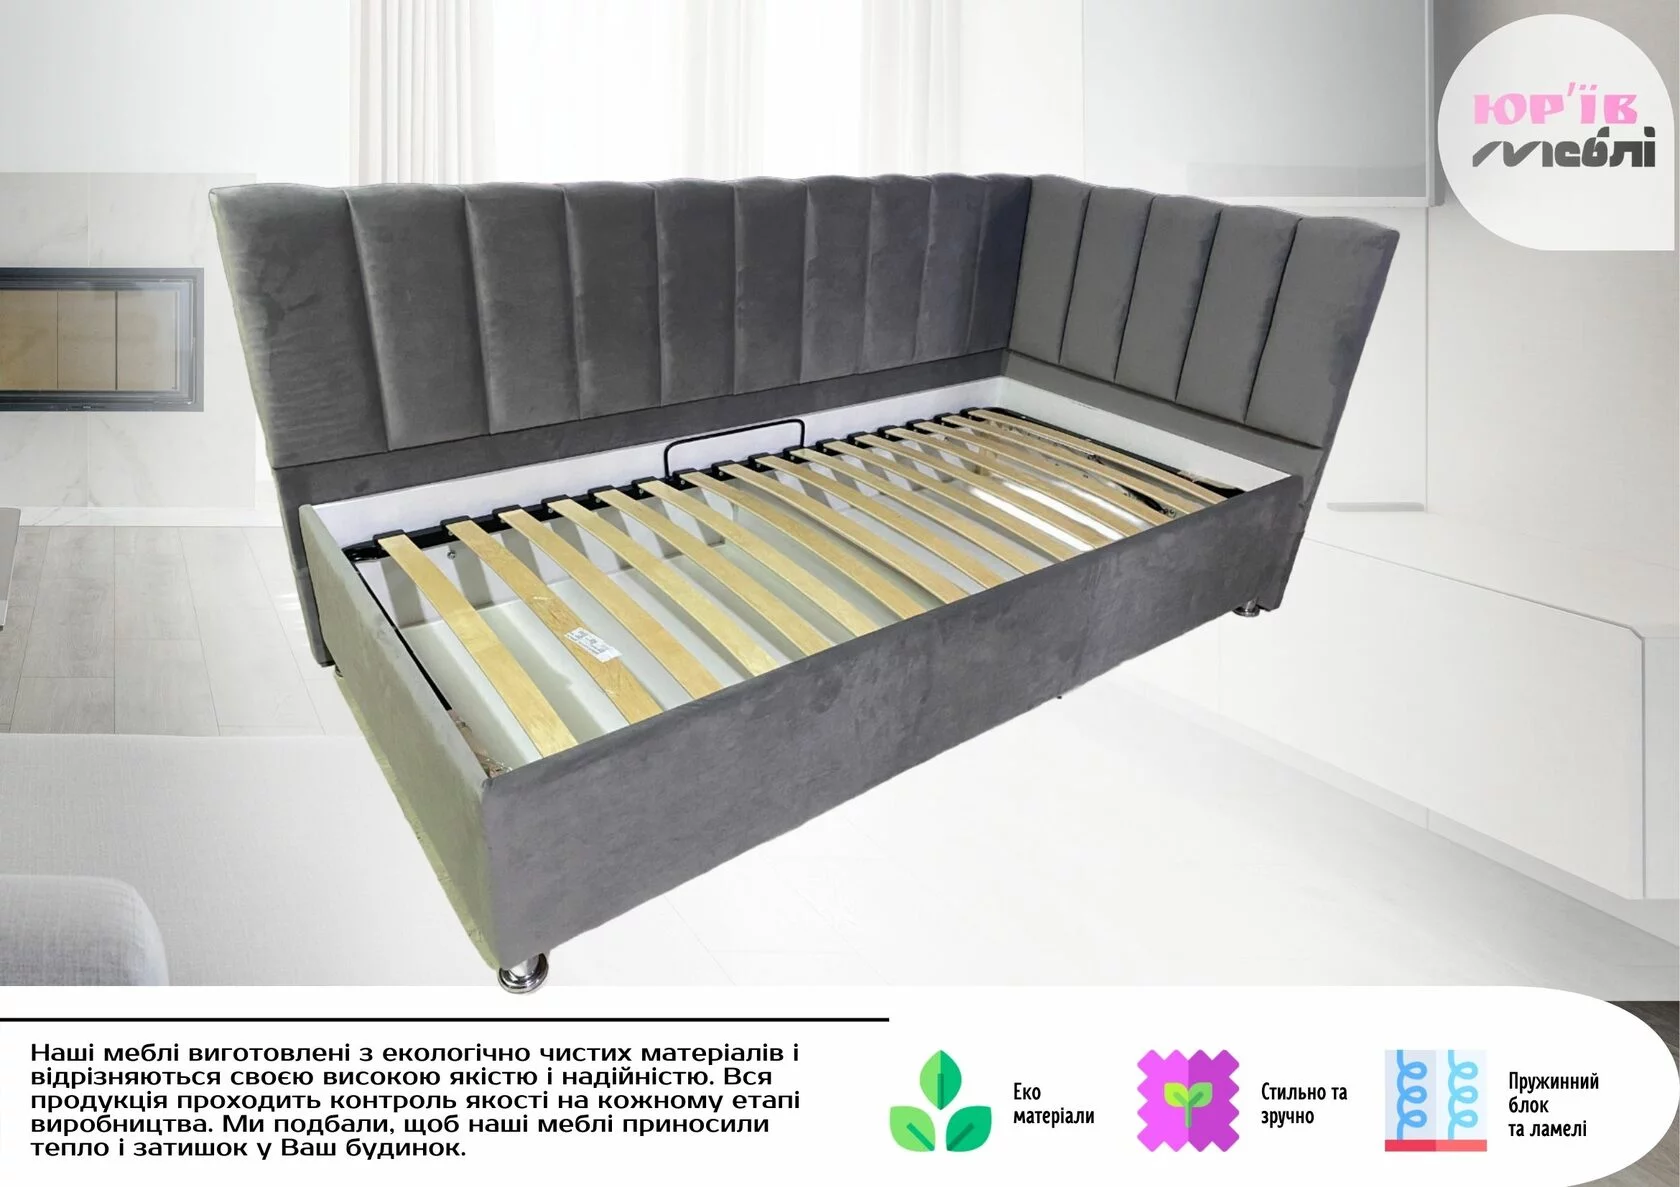 ЮР'ЇВ
меблі
Наші меблі виготовлені з екологічно чистих матеріалів і
відрізняються своєю високою якістю і надійністю. Вся
продукція проходить контроль якості на кожному етапі
виробництва. Ми подбали, щоб наші меблі приносили
тепло і затишок у Ваш будинок.
Еко
матеріали
Стильно та
зручно
Пружинний
блок
та ламелі